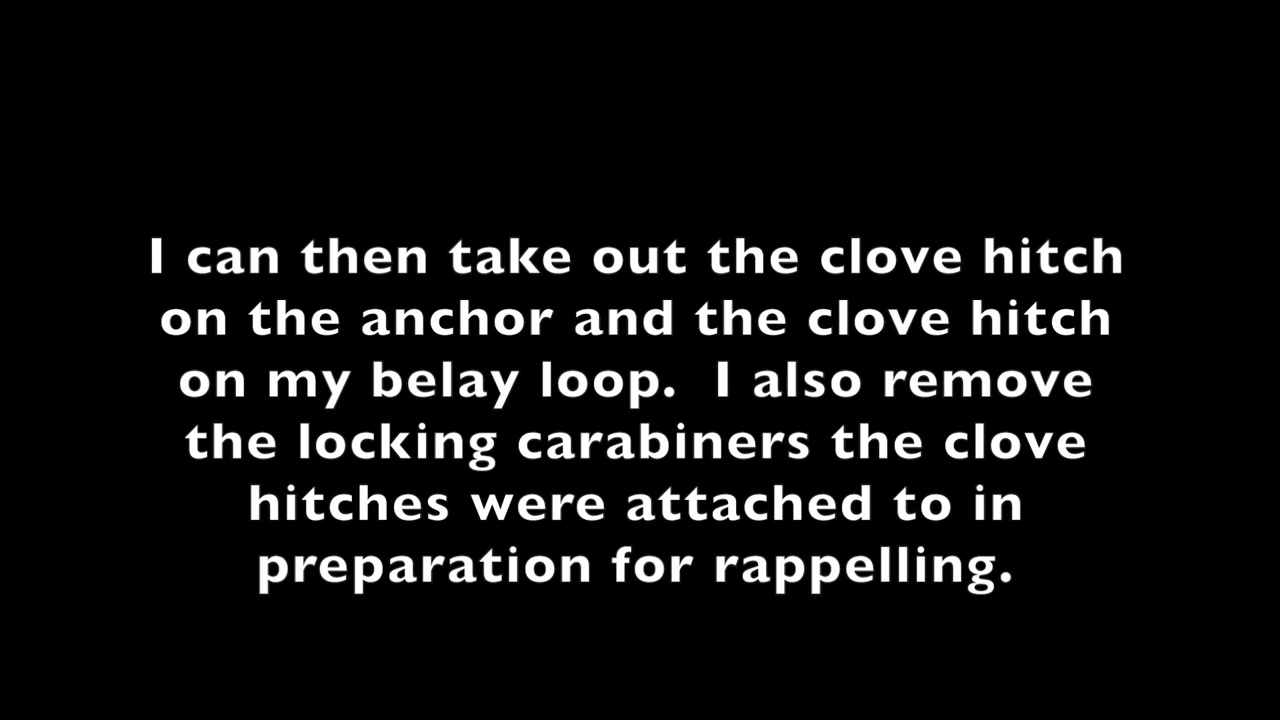 I can then take out the clove hitch
on the anchor and the clove hitch
on my belay loop.  I also remove
the locking carabiners the clove
hitches were attached to in
preparation for rappelling.